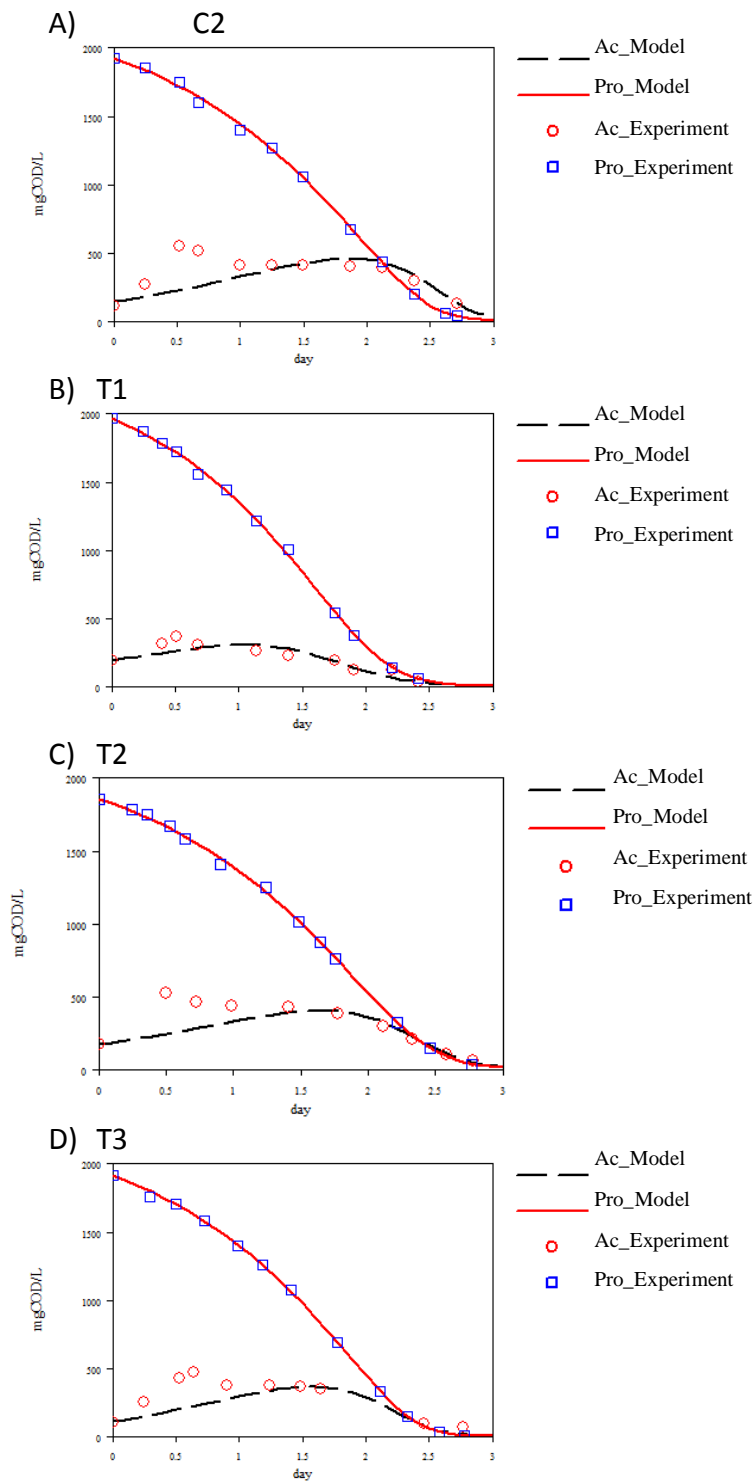 A) C2
2000
1500
1000
500
0
mgCOD/L
0 0.5 1 1.5 2 2.5 3
day
Ac_Model
Pro_Model
Ac_Experiment
Pro_Experiment
B) T1
2000
1500
1000
500
0
mgCOD/L
0 0.5 1 1.5 2 2.5 3
day
Ac_Model
Pro_Model
Ac_Experiment
Pro_Experiment
C) T2
2000
1500
1000
500
0
mgCOD/L
0 0.5 1 1.5 2 2.5 3
day
Ac_Model
Pro_Model
Ac_Experiment
Pro_Experiment
D) T3
2000
1500
1000
500
0
mgCOD/L
0 0.5 1 1.5 2 2.5 3
day
Ac_Model
Pro_Model
Ac_Experiment
Pro_Experiment